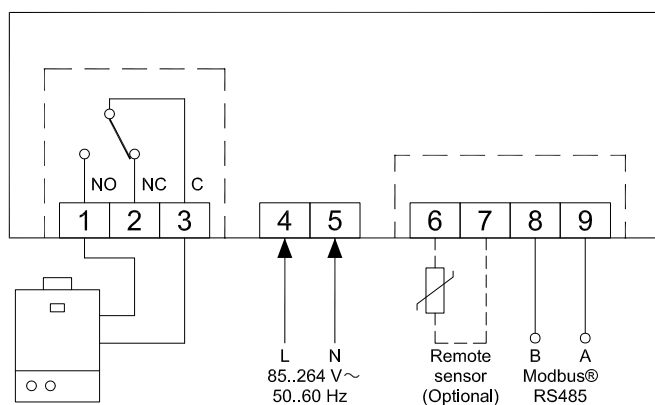 NO NC C
1 2 3 4 5 6 7 8 9
L N
85..264 V~
50..60 Hz
Remote
sensor
(Optional)
B A
Modbus®
RS485